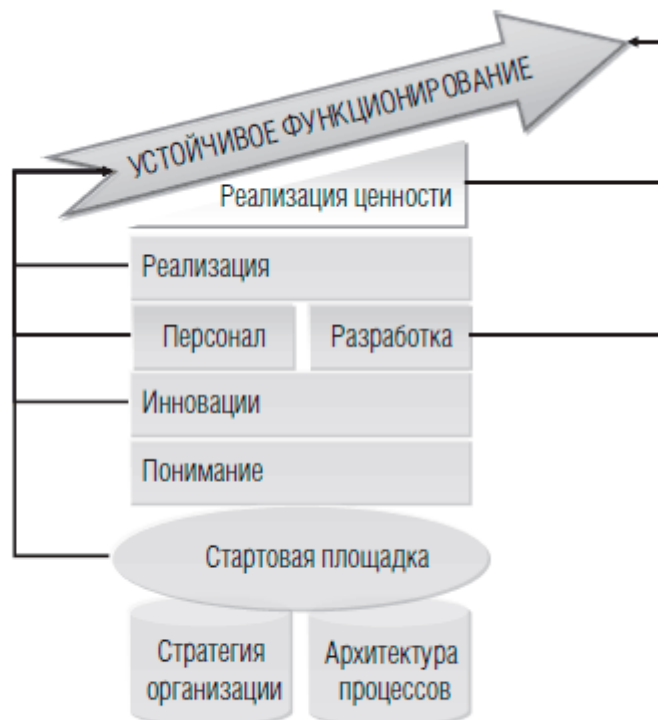 УСТОЙЧИВОЕ ФУНКЦИОНИРОВАНИЕ
Реализация ценности
Реализация
Персонал
Разработка
Инновации
Понимание
Стартовая площадка
Стратегия
организации
Архитектура
процессов